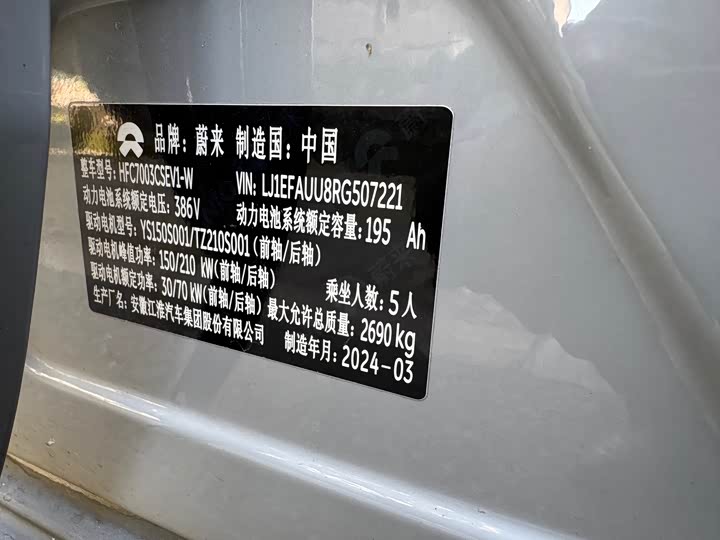 品牌：蔚来 制造国：中国
整车型号：HFC7003CSEV1-W VIN：LJ1EFAUU8RG507221
动力电池系统额定电压：386V 动力电池系统额定容量：195 Ah
驱动电机型号：YS150S001/TZ210S001（前轴/后轴）
驱动电机峰值功率：150/210 kW（前轴/后轴） 乘坐人数：5人
驱动电机额定功率：30/70 kW（前轴/后轴） 最大允许总质量：2690kg
生产厂名：安徽江淮汽车集团股份有限公司 制造年月：2024-03